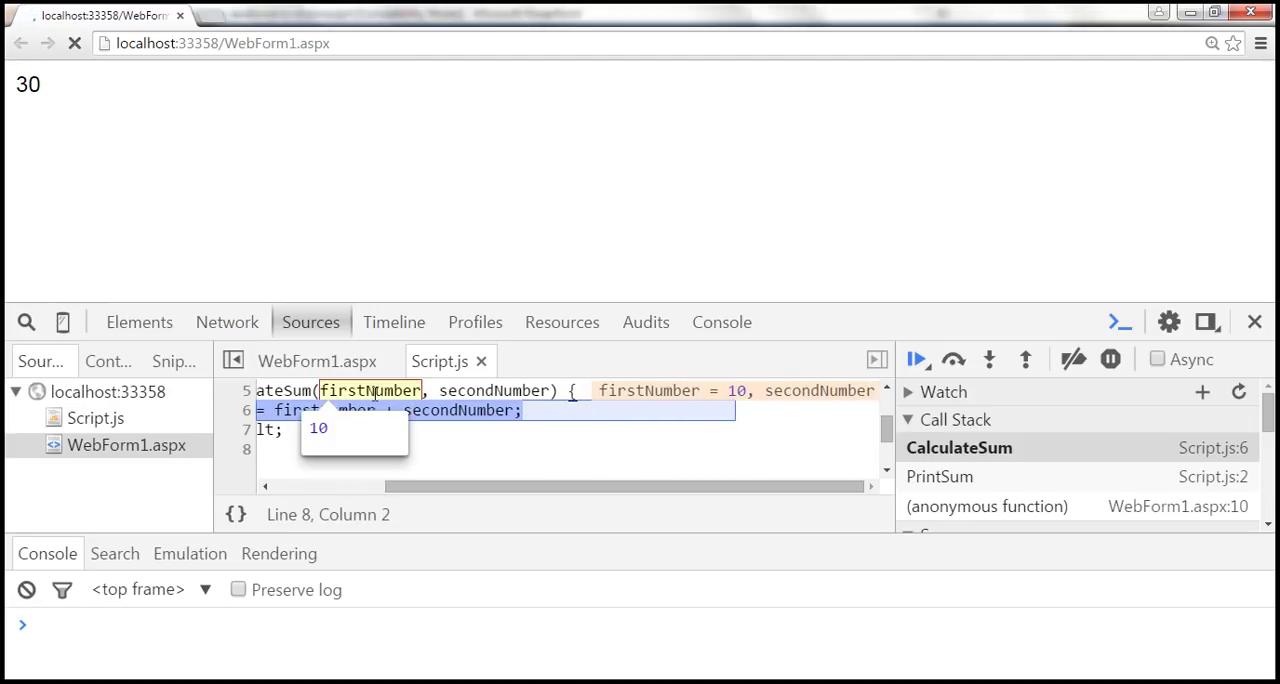 localhost:33358/WebForm ×
localhost:33358/WebForm1.aspx
30
Elements Network Sources Timeline Profiles Resources Audits Console
Sour... Cont... Snip... WebForm1.aspx Script.js × Async
localhost:33358
Script.js
WebForm1.aspx
5 ateSum(firstNumber, secondNumber) { firstNumber = 10, secondNumber
6 = firstNumber + secondNumber;
7 lt;
8
10
{} Line 8, Column 2
Watch
Call Stack
CalculateSum Script.js:6
PrintSum Script.js:2
(anonymous function) WebForm1.aspx:10
Console Search Emulation Rendering
<top frame> ▼ Preserve log
>